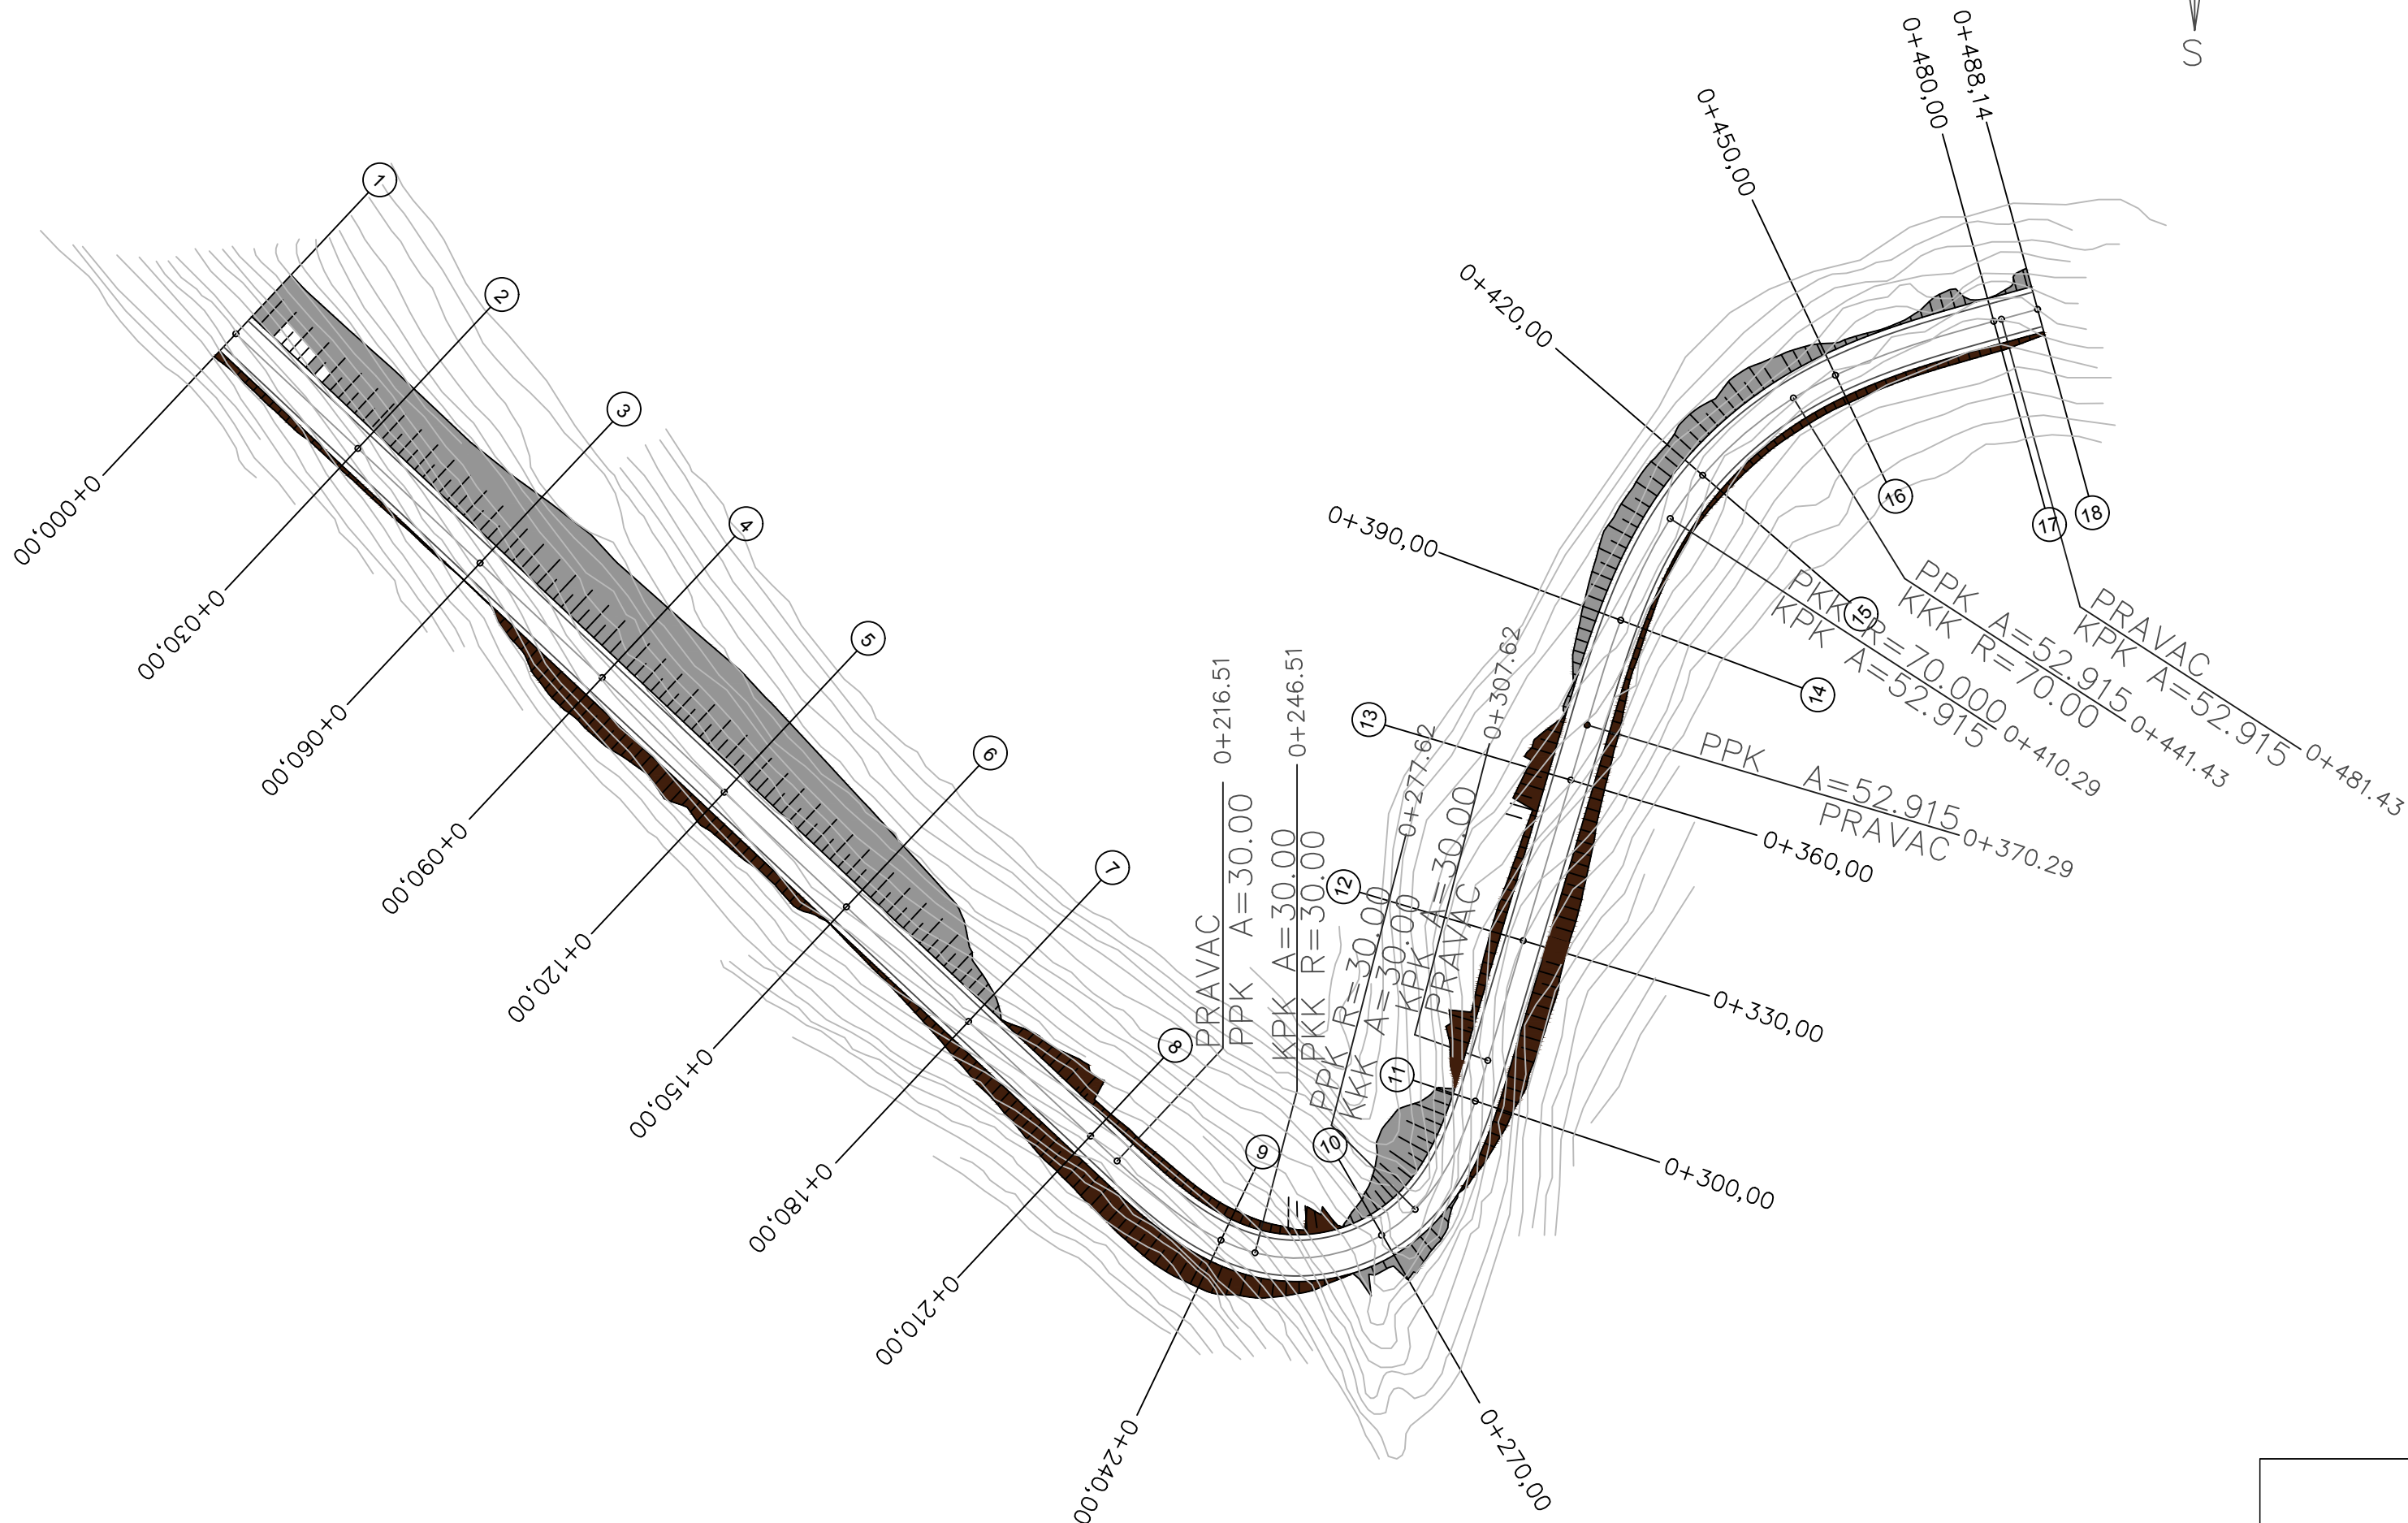 S
0+488,14
0+480,00
0+450,00
0+420,00
0+390,00
1
2
3
4
5
6
7
8
9
10
11
12
13
14
15
16
17
18
0+000,00
0+030,00
0+060,00
0+090,00
0+120,00
0+150,00
0+180,00
0+210,00
0+240,00
0+270,00
0+300,00
0+330,00
0+360,00
PRAVAC
PPK A=30.00
0+216.51
KPK A=30.00
PKK R=30.00
0+246.51
PPK A=30.00
KKK R=30.00
0+277.62
KPK A=30.00
PRAVAC
0+307.62
PPK A=52.915
PRAVAC
0+370.29
PKK R=70.000
KPK A=52.915
0+410.29
PPK A=52.915
KKK R=70.00
0+441.43
PRAVAC
KPK A=52.915
0+481.43